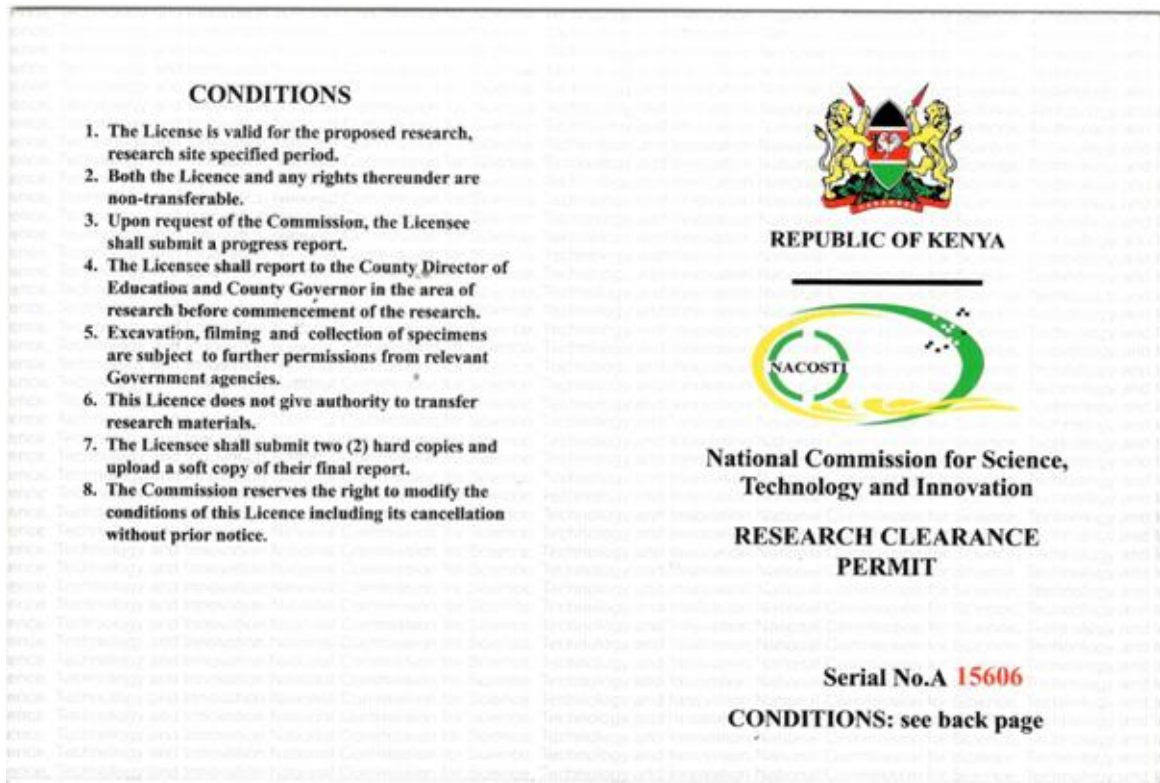 CONDITIONS
1. The License is valid for the proposed research,
research site specified period.
2. Both the Licence and any rights thereunder are
non-transferable.
3. Upon request of the Commission, the Licensee
shall submit a progress report.
4. The Licensee shall report to the County Director of
Education and County Governor in the area of
research before commencement of the research.
5. Excavation, filming and collection of specimens
are subject to further permissions from relevant
Government agencies.
6. This Licence does not give authority to transfer
research materials.
7. The Licensee shall submit two (2) hard copies and
upload a soft copy of their final report.
8. The Commission reserves the right to modify the
conditions of this Licence including its cancellation
without prior notice.
REPUBLIC OF KENYA
NACOSTI
National Commission for Science,
Technology and Innovation
RESEARCH CLEARANCE
PERMIT
Serial No.A 15606
CONDITIONS: see back page